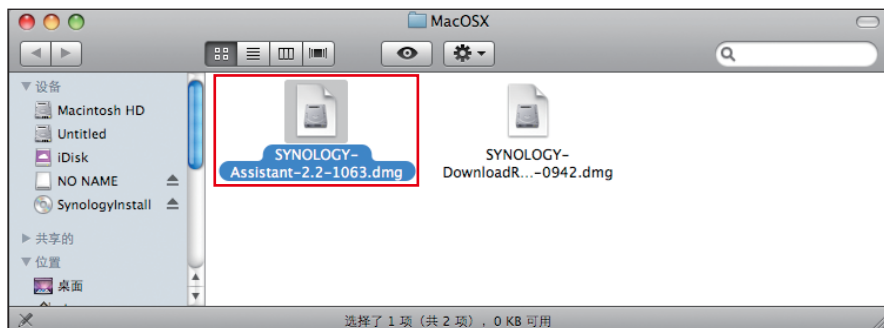 MacOSX
设备
Macintosh HD
Untitled
iDisk
NO NAME
SynologyInstall
共享的
位置
桌面
SYNOLOGY-
Assistant-2.2-1063.dmg
SYNOLOGY-
DownloadR...-0942.dmg
选择了 1 项（共 2 项）, 0 KB 可用